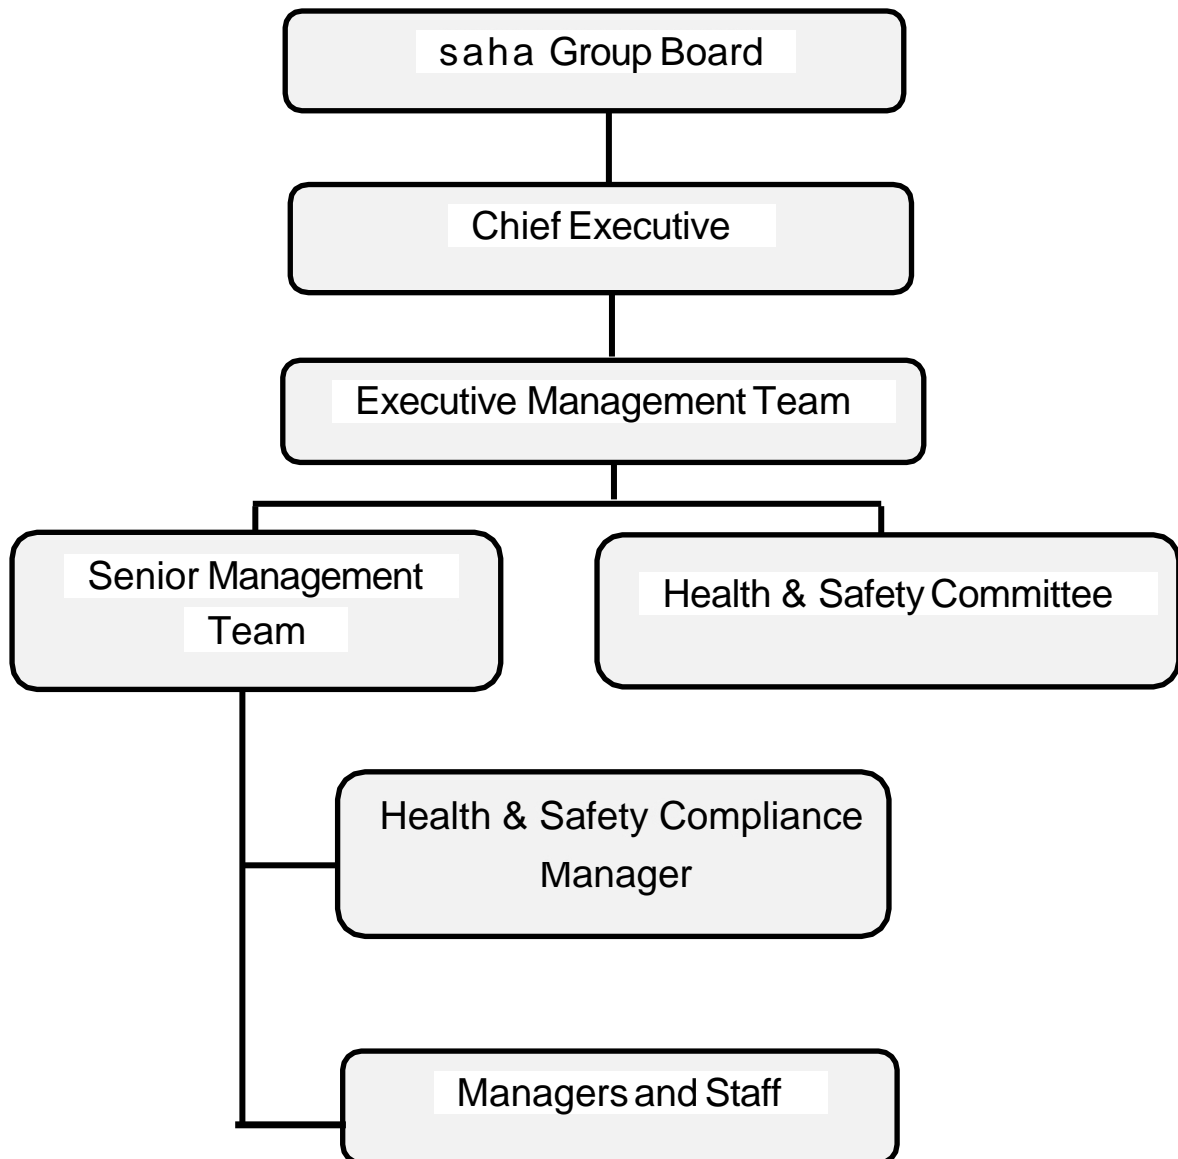 saha Group Board
Chief Executive
Executive Management Team
Senior Management
Team
Health & Safety Committee
Health & Safety Compliance
Manager
Managers and Staff